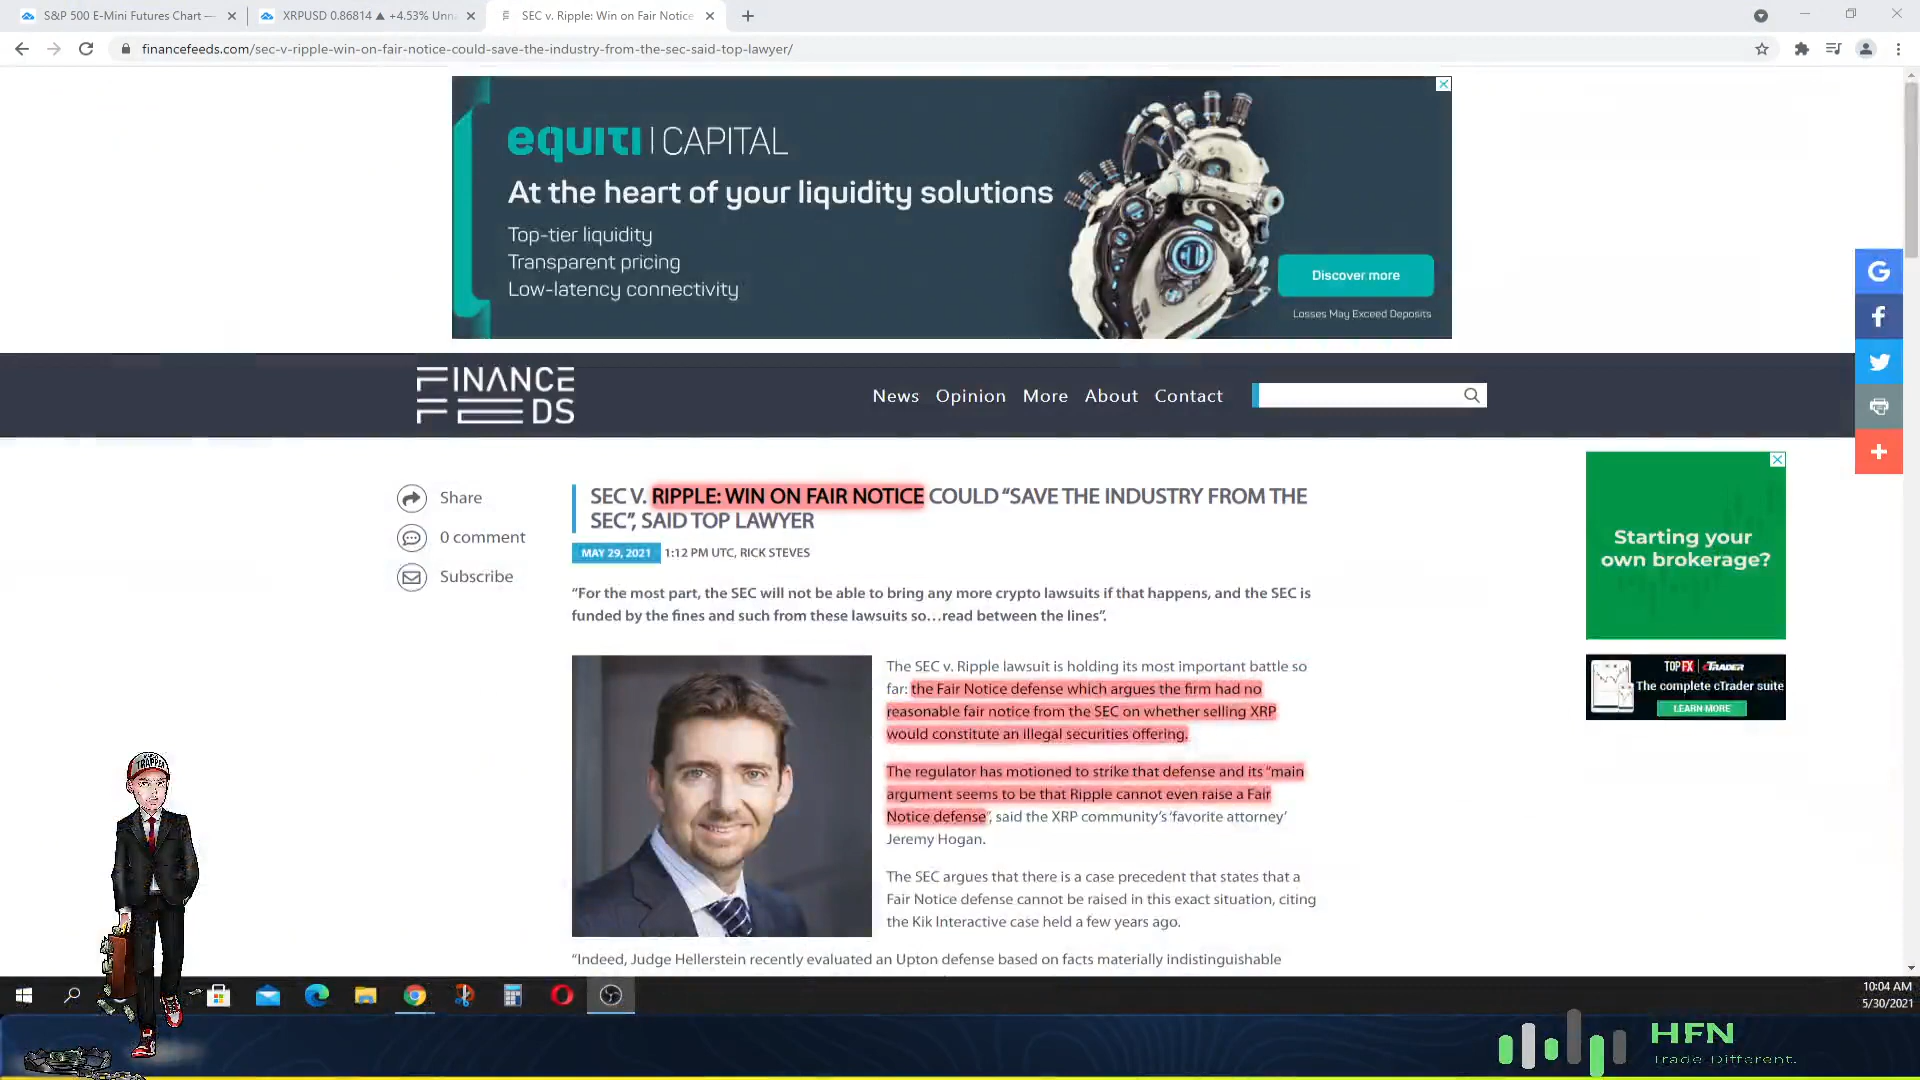 S&P 500 E-Mini Futures Chart —
XRPUSD 0.86814 ▲ +4.53% Unna
SEC v. Ripple: Win on Fair Notice
financefeeds.com/sec-v-ripple-win-on-fair-notice-could-save-the-industry-from-the-sec-said-top-lawyer/
equiti | CAPITAL
At the heart of your liquidity solutions
Top-tier liquidity
Transparent pricing
Low-latency connectivity
Discover more
Losses May Exceed Deposits
FINANCE
FEEDS
News Opinion More About Contact
Share
0 comment
Subscribe
SEC V. RIPPLE: WIN ON FAIR NOTICE COULD “SAVE THE INDUSTRY FROM THE
SEC”, SAID TOP LAWYER
MAY 29, 2021 1:12 PM UTC, RICK STEVES
“For the most part, the SEC will not be able to bring any more crypto lawsuits if that happens, and the SEC is
funded by the fines and such from these lawsuits so…read between the lines”.
The SEC v. Ripple lawsuit is holding its most important battle so
far: the Fair Notice defense which argues the firm had no
reasonable fair notice from the SEC on whether selling XRP
would constitute an illegal securities offering.
The regulator has motioned to strike that defense and its “main
argument seems to be that Ripple cannot even raise a Fair
Notice defense”, said the XRP community’s ‘favorite attorney’
Jeremy Hogan.
The SEC argues that there is a case precedent that states that a
Fair Notice defense cannot be raised in this exact situation, citing
the Kik Interactive case held a few years ago.
“Indeed, Judge Hellerstein recently evaluated an Upton defense based on facts materially indistinguishable
Starting your
own brokerage?
TOPFX | cTRADER
The complete cTrader suite
LEARN MORE
TRAPPER
10:04 AM
5/30/2021
HFN
Trade Different.